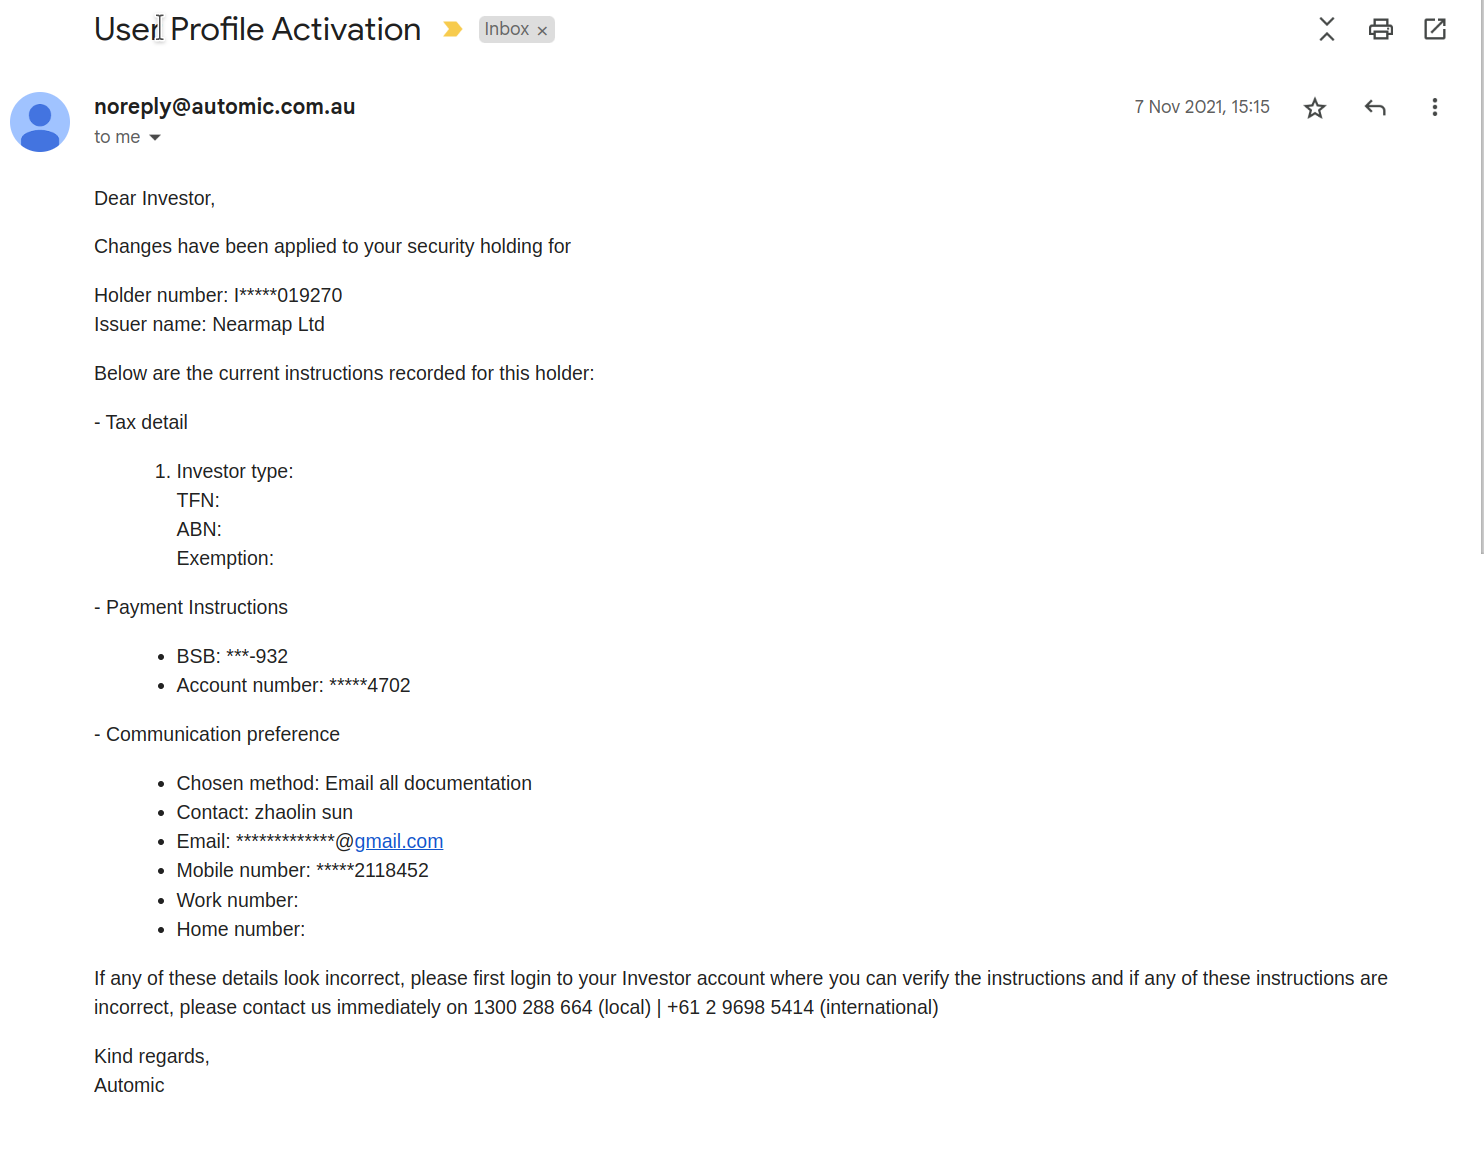 User Profile Activation
Inbox ×
noreply@automic.com.au
7 Nov 2021, 15:15
to me
Dear Investor,
Changes have been applied to your security holding for
Holder number: I*****019270
Issuer name: Nearmap Ltd
Below are the current instructions recorded for this holder:
- Tax detail
1. Investor type:
TFN:
ABN:
Exemption:
- Payment Instructions
• BSB: ***-932
• Account number: *****4702
- Communication preference
• Chosen method: Email all documentation
• Contact: zhaolin sun
• Email: *************@gmail.com
• Mobile number: *****2118452
• Work number:
• Home number:
If any of these details look incorrect, please first login to your Investor account where you can verify the instructions and if any of these instructions are
incorrect, please contact us immediately on 1300 288 664 (local) | +61 2 9698 5414 (international)
Kind regards,
Automic